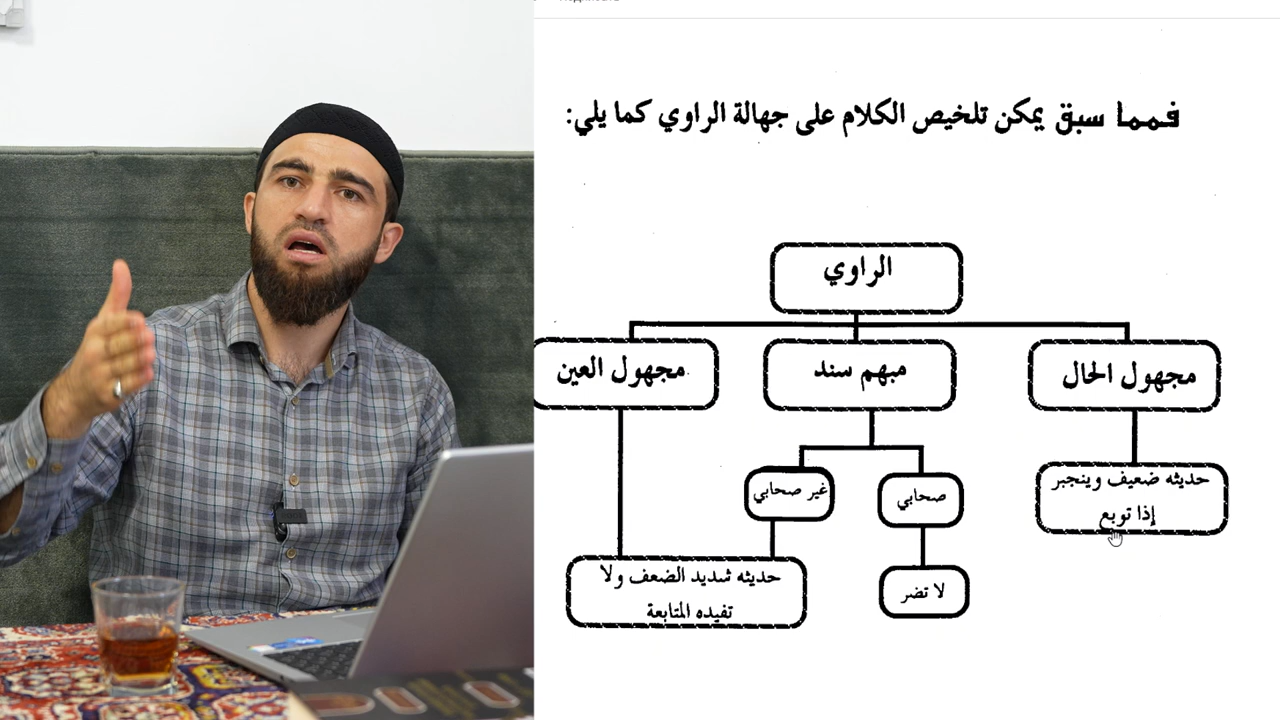 فمما سبق يمكن تلخيص الكلام على جهالة الراوي كما يلي:
الراوي
مجهول الحال
مبهم سند
مجهول العين
حديثه ضعيف وينجبر
إذا توبع
صحابي
غير صحابي
لا تضر
حديثه شديد الضعف ولا
تفيده المتابعة